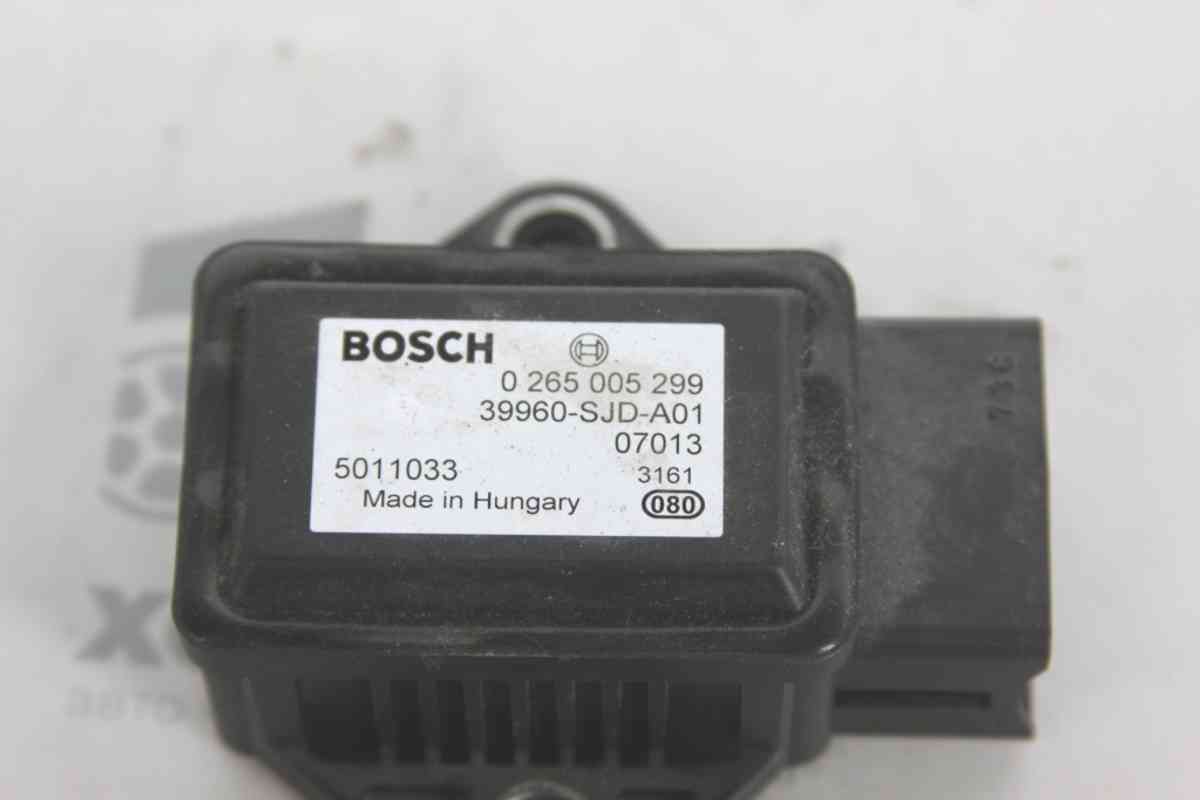 BOSCH
0 265 005 299
39960-SJD-A01
07013
5011033 3161
Made in Hungary 080